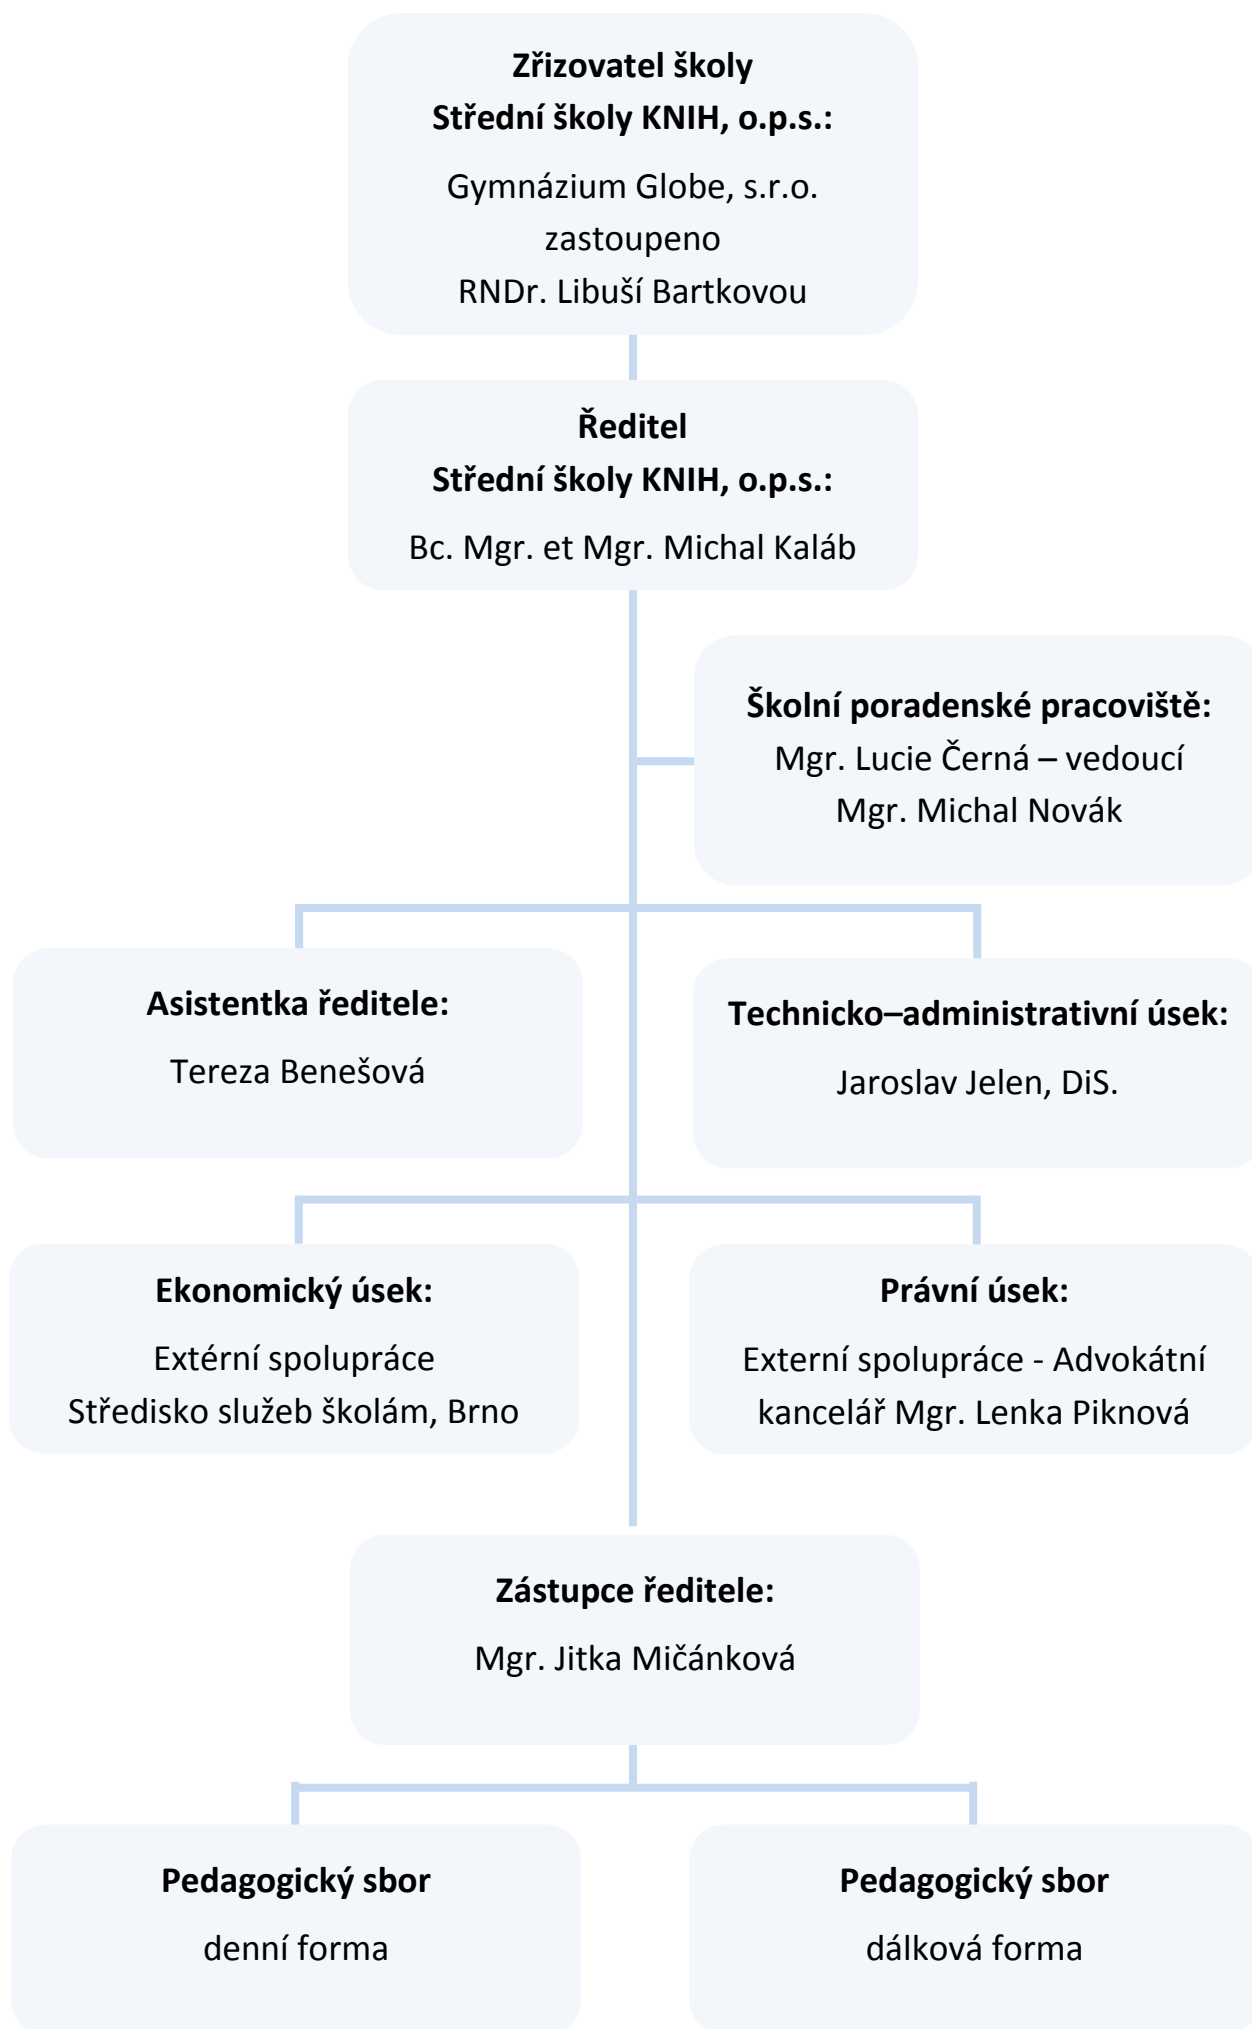 Zřizovatel školy
Střední školy KNIH, o.p.s.:
Gymnázium Globe, s.r.o.
zastoupeno
RNDr. Libuší Bartkovou
Ředitel
Střední školy KNIH, o.p.s.:
Bc. Mgr. et Mgr. Michal Kaláb
Školní poradenské pracoviště:
Mgr. Lucie Černá – vedoucí
Mgr. Michal Novák
Asistentka ředitele:
Tereza Benešová
Technicko–administrativní úsek:
Jaroslav Jelen, DiS.
Ekonomický úsek:
Extérní spolupráce
Středisko služeb školám, Brno
Právní úsek:
Externí spolupráce - Advokátní
kancelář Mgr. Lenka Piknová
Zástupce ředitele:
Mgr. Jitka Mičánková
Pedagogický sbor
denní forma
Pedagogický sbor
dálková forma